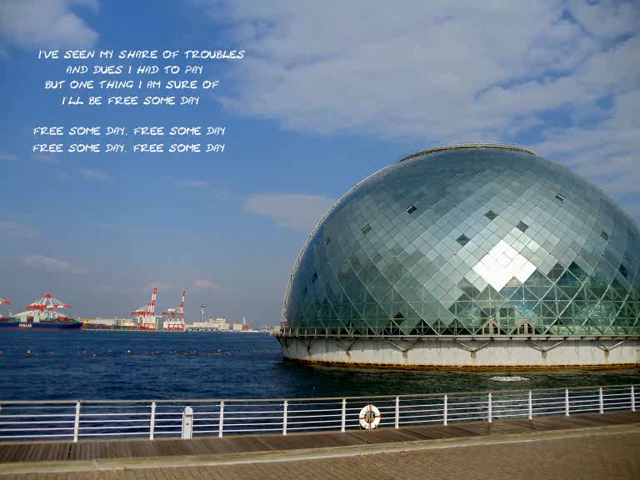 I'VE SEEN MY SHARE OF TROUBLES
AND DUES I HAD TO PAY
BUT ONE THING I AM SURE OF
I'LL BE FREE SOME DAY
FREE SOME DAY, FREE SOME DAY
FREE SOME DAY, FREE SOME DAY